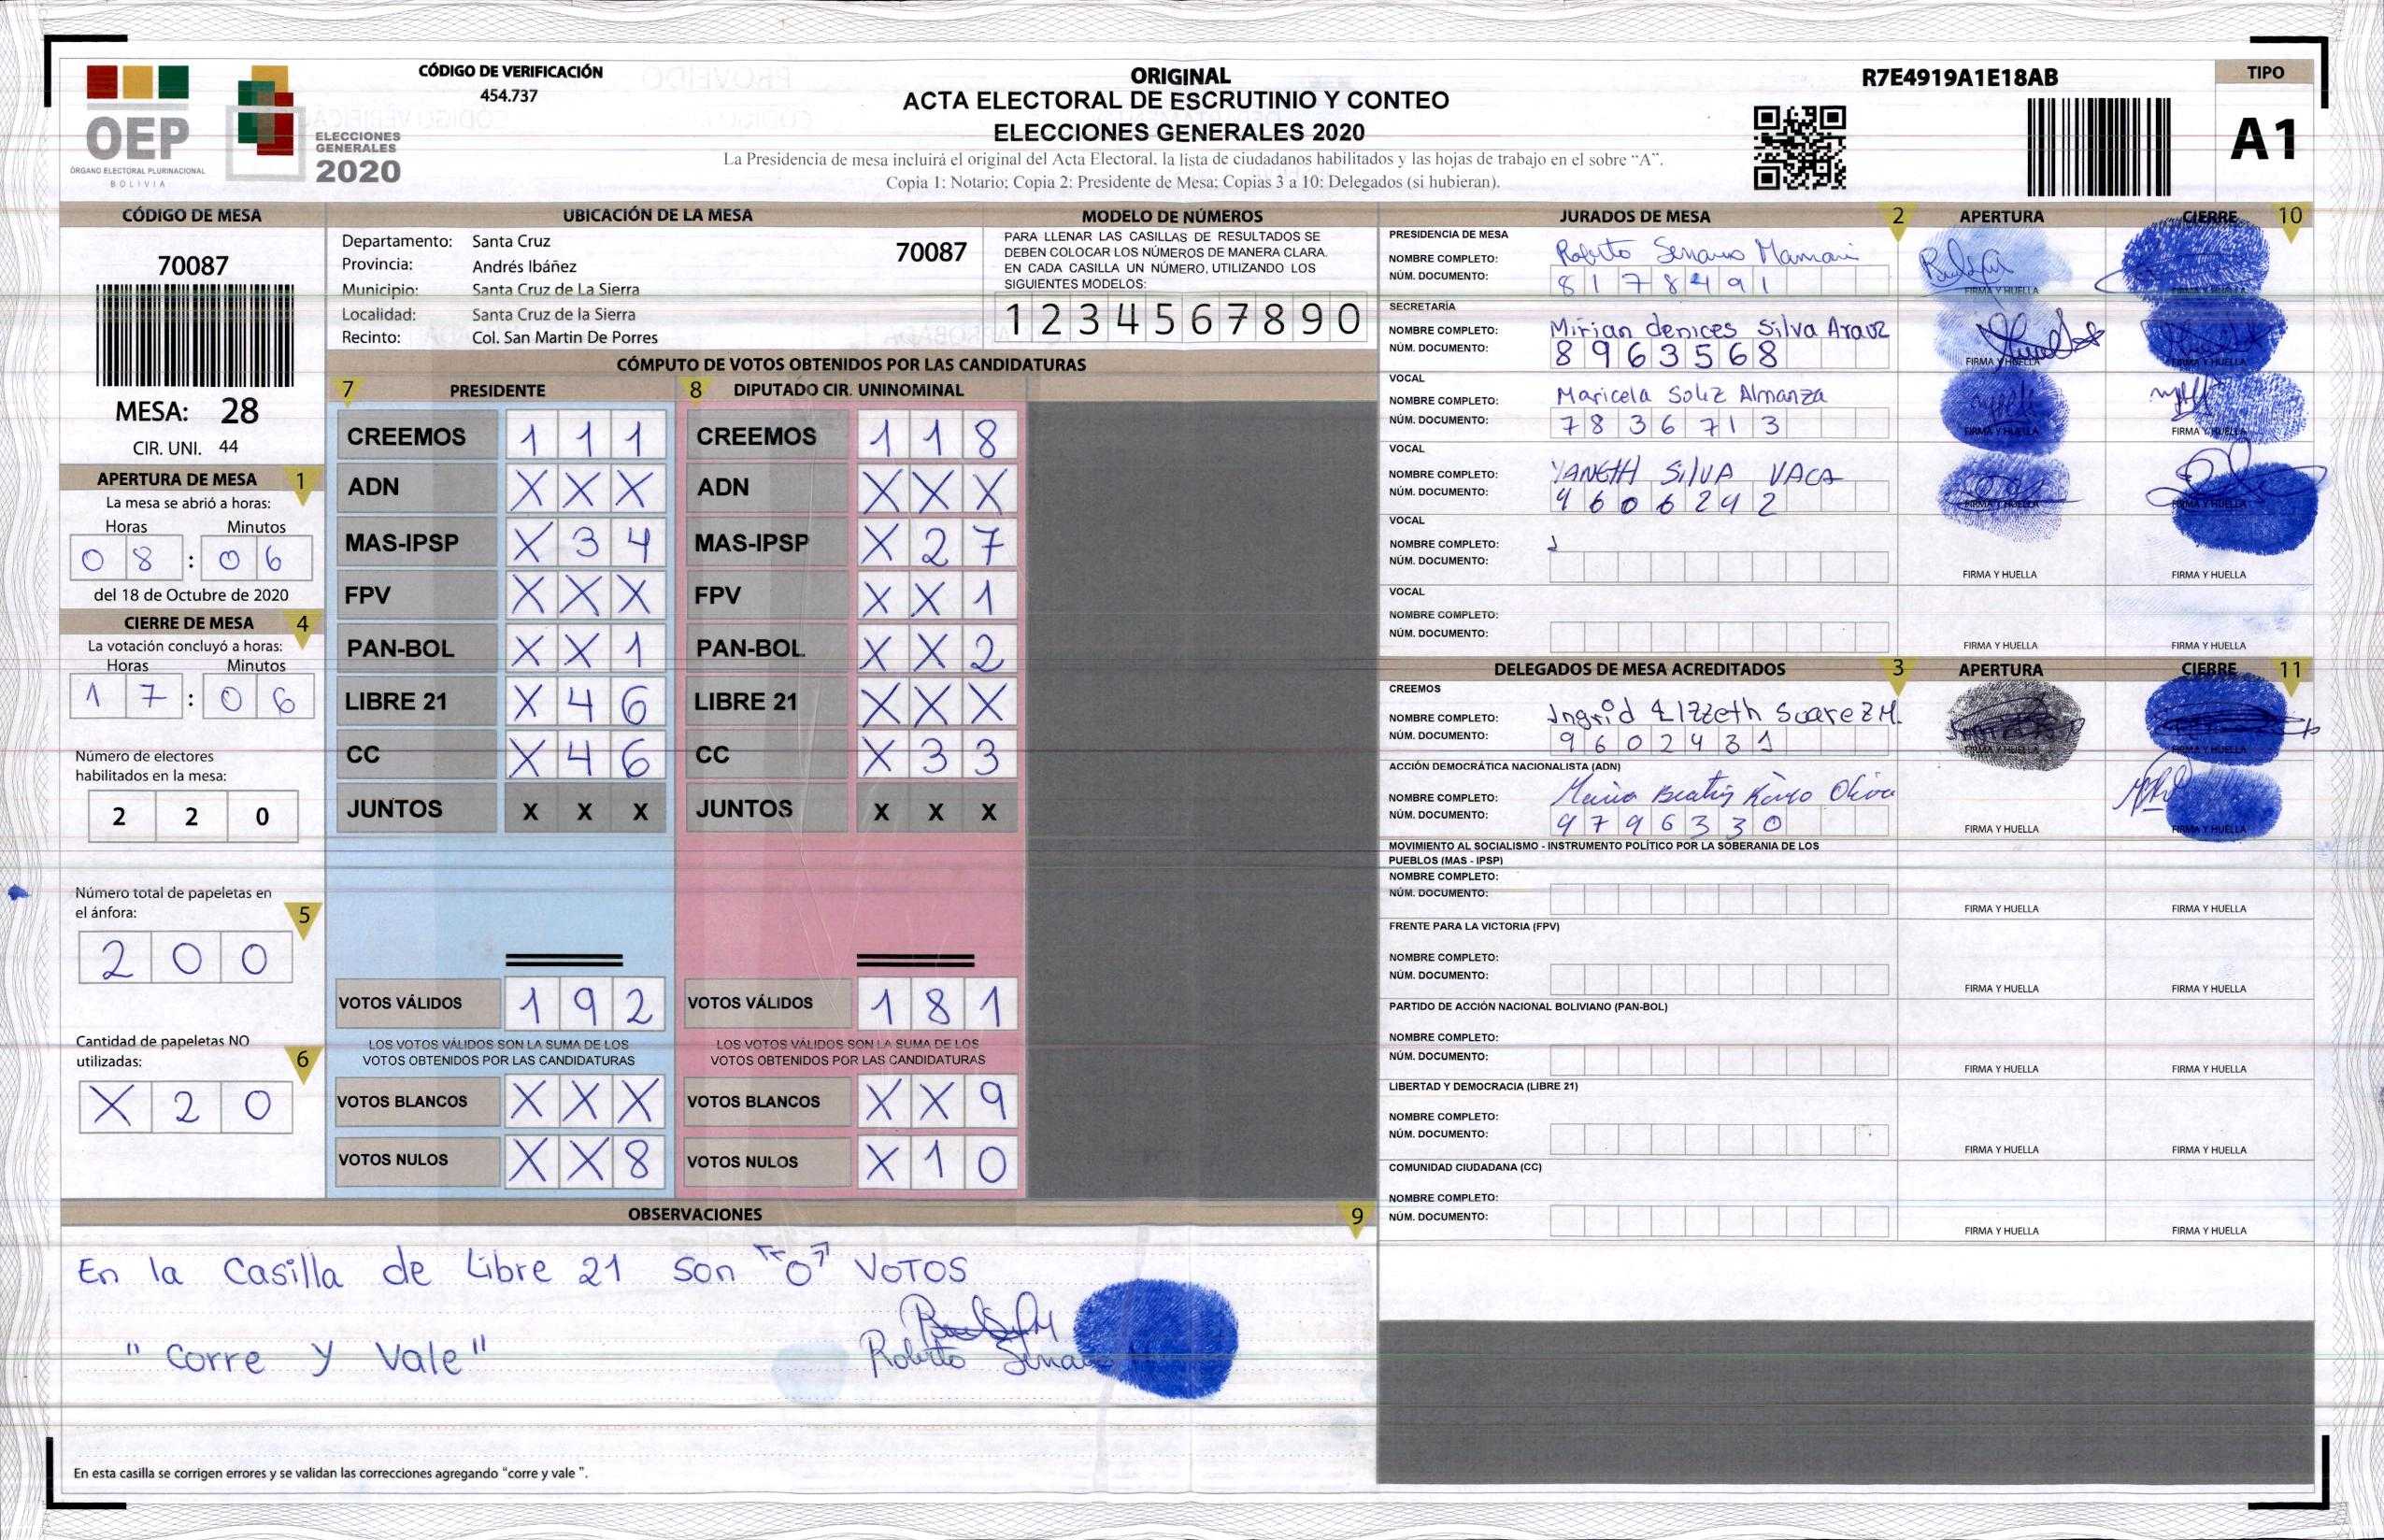 CÓDIGO DE VERIFICACIÓN
454.737
OEP
ÓRGANO ELECTORAL PLURINACIONAL
BOLIVIA
ELECCIONES
GENERALES
2020
ORIGINAL
ACTA ELECTORAL DE ESCRUTINIO Y CONTEO
ELECCIONES GENERALES 2020
La Presidencia de mesa incluirá el original del Acta Electoral, la lista de ciudadanos habilitados y las hojas de trabajo en el sobre "A".
Copia 1: Notario; Copia 2: Presidente de Mesa; Copias 3 a 10: Delegados (si hubieran).
R7E4919A1E18AB
TIPO
A1
CÓDIGO DE MESA
70087
MESA: 28
CIR. UNI. 44
APERTURA DE MESA 1
La mesa se abrió a horas:
Horas Minutos
0 8 : 0 6
del 18 de Octubre de 2020
CIERRE DE MESA 4
La votación concluyó a horas:
Horas Minutos
1 7 : 0 6
Número de electores
habilitados en la mesa:
2 2 0
Número total de papeletas en
el ánfora:
5
2 0 0
Cantidad de papeletas NO
utilizadas:
6
X 2 0
UBICACIÓN DE LA MESA
Departamento: Santa Cruz
70087
Provincia: Andrés Ibáñez
Municipio: Santa Cruz de La Sierra
Localidad: Santa Cruz de la Sierra
Recinto: Col. San Martin De Porres
MODELO DE NÚMEROS
PARA LLENAR LAS CASILLAS DE RESULTADOS SE
DEBEN COLOCAR LOS NÚMEROS DE MANERA CLARA.
EN CADA CASILLA UN NÚMERO, UTILIZANDO LOS
SIGUIENTES MODELOS:
1 2 3 4 5 6 7 8 9 0
CÓMPUTO DE VOTOS OBTENIDOS POR LAS CANDIDATURAS
7 PRESIDENTE
CREEMOS 1 1 1
ADN X X X
MAS-IPSP X 3 4
FPV X X X
PAN-BOL X X 1
LIBRE 21 X 4 6
CC X 4 6
JUNTOS X X X
VOTOS VÁLIDOS 1 9 2
LOS VOTOS VÁLIDOS SON LA SUMA DE LOS
VOTOS OBTENIDOS POR LAS CANDIDATURAS
VOTOS BLANCOS X X X
VOTOS NULOS X X 8
8 DIPUTADO CIR. UNINOMINAL
CREEMOS 1 1 8
ADN X X X
MAS-IPSP X 2 7
FPV X X 1
PAN-BOL X X 2
LIBRE 21 X X X
CC X 3 3
JUNTOS X X X
VOTOS VÁLIDOS 1 8 1
LOS VOTOS VÁLIDOS SON LA SUMA DE LOS
VOTOS OBTENIDOS POR LAS CANDIDATURAS
VOTOS BLANCOS X X 9
VOTOS NULOS X 1 0
OBSERVACIONES 9
En la Casilla de Libre 21 son "0" VOTOS
"Corre y Vale"
Roberto
En esta casilla se corrigen errores y se validan las correcciones agregando "corre y vale".
JURADOS DE MESA 2 APERTURA CIERRE 10
PRESIDENCIA DE MESA
NOMBRE COMPLETO: Roberto Serrano Mamani
NÚM. DOCUMENTO: 8 1 7 8 4 9 1
FIRMA Y HUELLA FIRMA Y HUELLA
SECRETARÍA
NOMBRE COMPLETO: Mirian denices Silva Arauz
NÚM. DOCUMENTO: 8 9 6 3 5 6 8
FIRMA Y HUELLA FIRMA Y HUELLA
VOCAL
NOMBRE COMPLETO: Maricela Soliz Almanza
NÚM. DOCUMENTO: 7 8 3 6 7 1 3
FIRMA Y HUELLA FIRMA Y HUELLA
VOCAL
NOMBRE COMPLETO: YANETH SILVA VACA
NÚM. DOCUMENTO: 4 6 0 6 2 4 2
FIRMA Y HUELLA FIRMA Y HUELLA
VOCAL
NOMBRE COMPLETO:
NÚM. DOCUMENTO:
FIRMA Y HUELLA FIRMA Y HUELLA
VOCAL
NOMBRE COMPLETO:
NÚM. DOCUMENTO:
FIRMA Y HUELLA FIRMA Y HUELLA
DELEGADOS DE MESA ACREDITADOS 3 APERTURA CIERRE 11
CREEMOS
NOMBRE COMPLETO: Ingrid Lizzeth Suarez M.
NÚM. DOCUMENTO: 9 6 0 2 4 3 1
FIRMA Y HUELLA FIRMA Y HUELLA
ACCIÓN DEMOCRÁTICA NACIONALISTA (ADN)
NOMBRE COMPLETO: Maria Beatriz
NÚM. DOCUMENTO: 9 7 9 6 3 3 0
FIRMA Y HUELLA FIRMA Y HUELLA
MOVIMIENTO AL SOCIALISMO - INSTRUMENTO POLÍTICO POR LA SOBERANIA DE LOS
PUEBLOS (MAS - IPSP)
NOMBRE COMPLETO:
NÚM. DOCUMENTO:
FIRMA Y HUELLA FIRMA Y HUELLA
FRENTE PARA LA VICTORIA (FPV)
NOMBRE COMPLETO:
NÚM. DOCUMENTO:
FIRMA Y HUELLA FIRMA Y HUELLA
PARTIDO DE ACCIÓN NACIONAL BOLIVIANO (PAN-BOL)
NOMBRE COMPLETO:
NÚM. DOCUMENTO:
FIRMA Y HUELLA FIRMA Y HUELLA
LIBERTAD Y DEMOCRACIA (LIBRE 21)
NOMBRE COMPLETO:
NÚM. DOCUMENTO:
FIRMA Y HUELLA FIRMA Y HUELLA
COMUNIDAD CIUDADANA (CC)
NOMBRE COMPLETO:
NÚM. DOCUMENTO:
FIRMA Y HUELLA FIRMA Y HUELLA